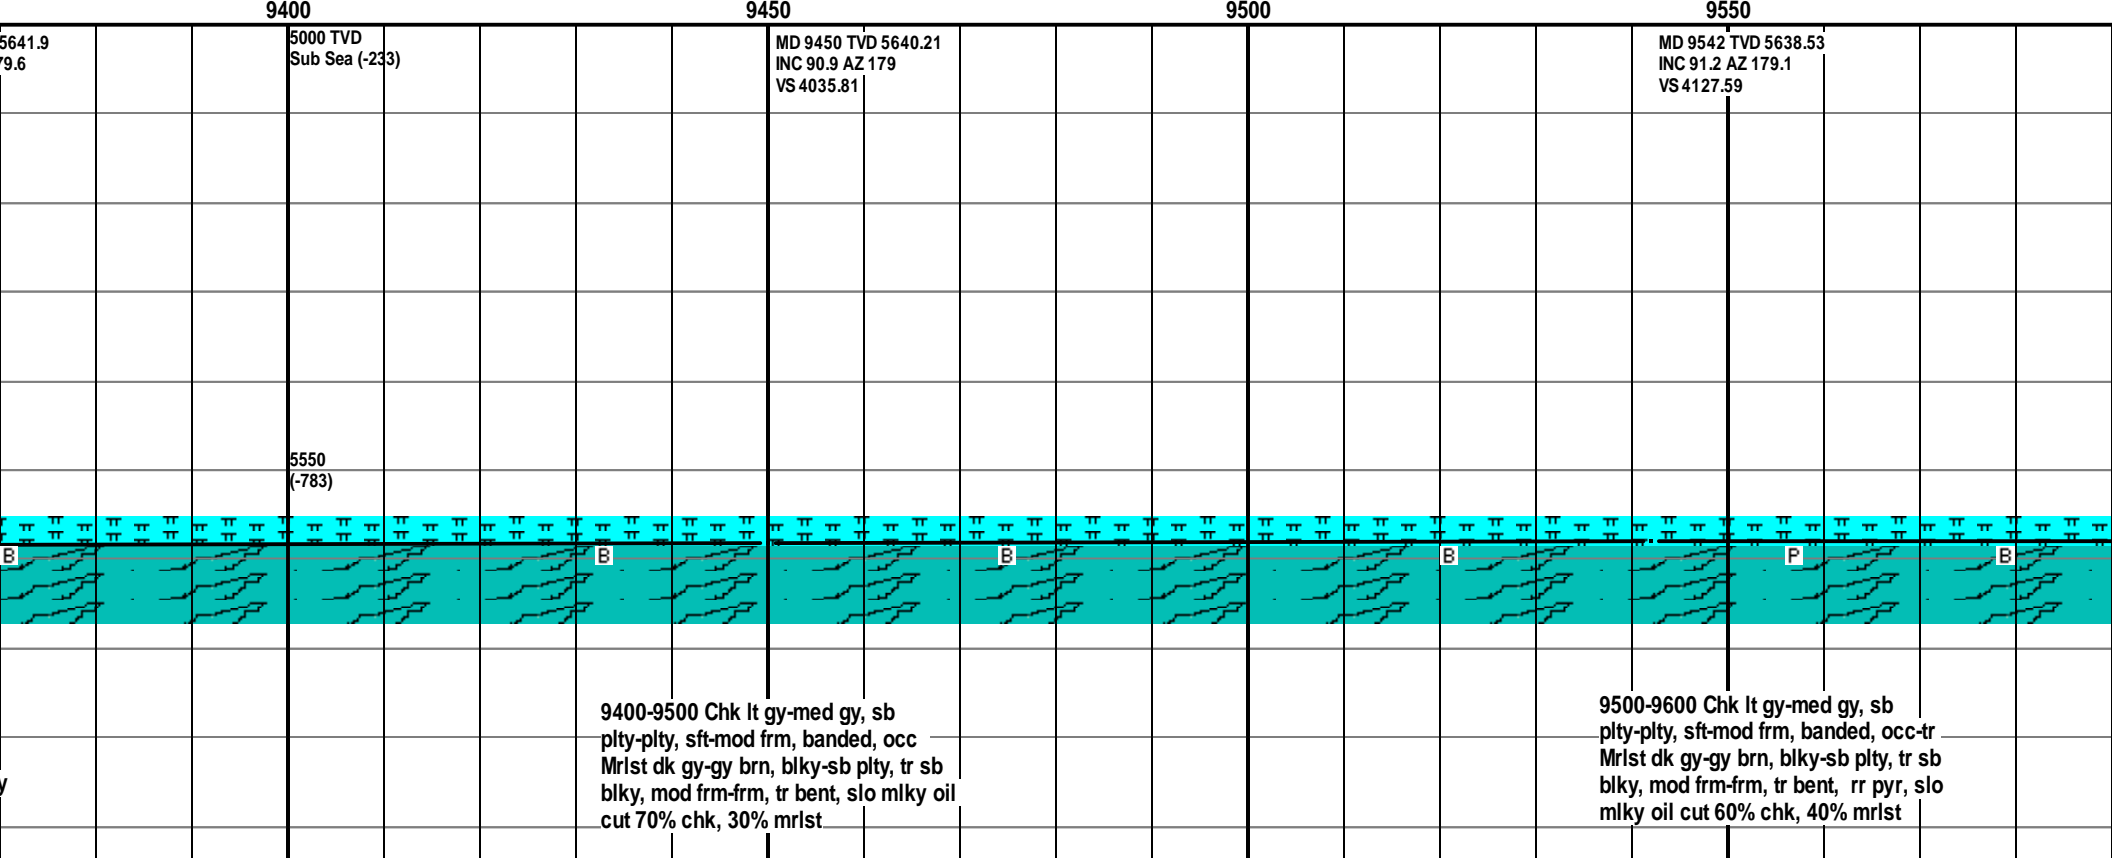 9400
9450
9500
9550
5641.9
79.6
5000 TVD
Sub Sea (-233)
MD 9450 TVD 5640.21
INC 90.9 AZ 179
VS 4035.81
MD 9542 TVD 5638.53
INC 91.2 AZ 179.1
VS 4127.59
5550
(-783)
B
B
B
B
P
B
9400-9500 Chk lt gy-med gy, sb
plty-plty, sft-mod frm, banded, occ
Mrlst dk gy-gy brn, blky-sb plty, tr sb
blky, mod frm-frm, tr bent, slo mlky oil
cut 70% chk, 30% mrlst
9500-9600 Chk lt gy-med gy, sb
plty-plty, sft-mod frm, banded, occ-tr
Mrlst dk gy-gy brn, blky-sb plty, tr sb
blky, mod frm-frm, tr bent,  rr pyr, slo
mlky oil cut 60% chk, 40% mrlst
y